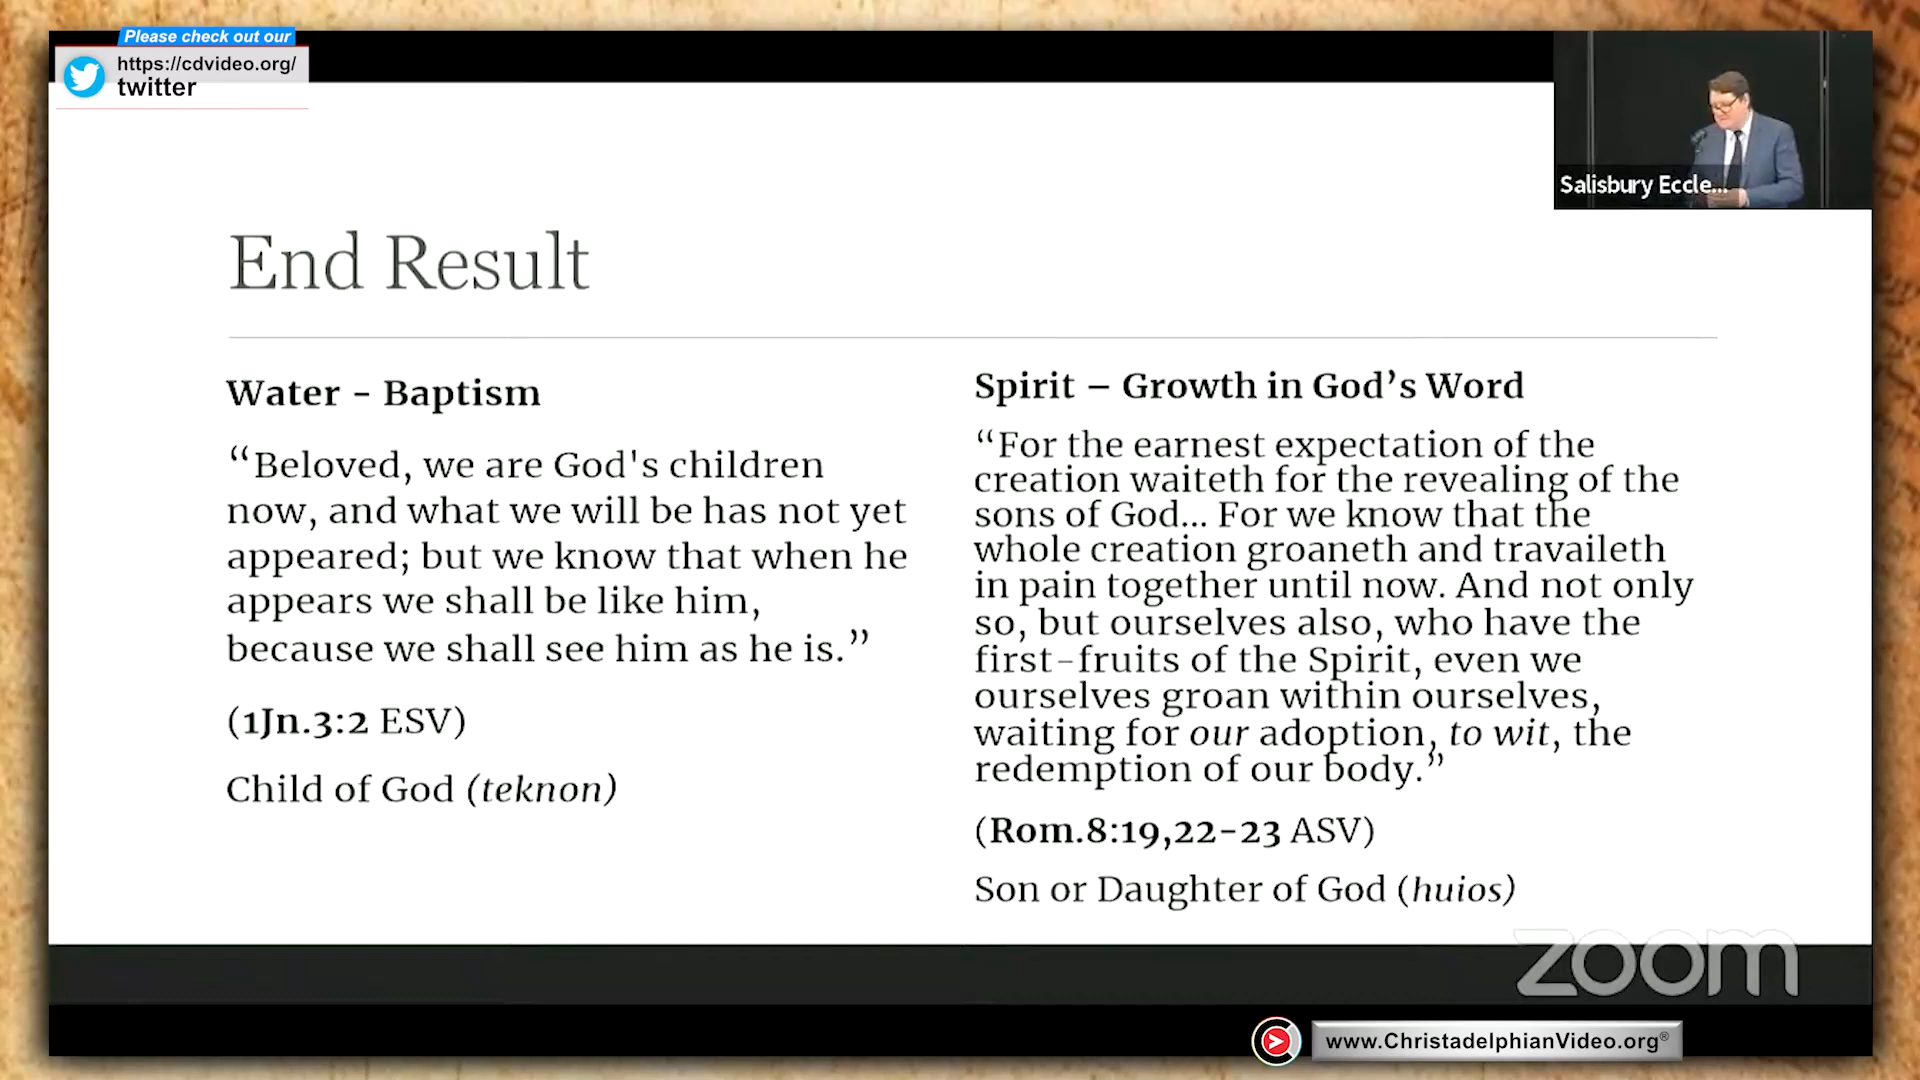 Please check out our
https://cdvideo.org/
twitter
Salisbury Eccle...
End Result
Water - Baptism
“Beloved, we are God's children
now, and what we will be has not yet
appeared; but we know that when he
appears we shall be like him,
because we shall see him as he is.”
(1Jn.3:2 ESV)
Child of God (teknon)
Spirit – Growth in God’s Word
“For the earnest expectation of the
creation waiteth for the revealing of the
sons of God... For we know that the
whole creation groaneth and travaileth
in pain together until now. And not only
so, but ourselves also, who have the
first-fruits of the Spirit, even we
ourselves groan within ourselves,
waiting for our adoption, to wit, the
redemption of our body.”
(Rom.8:19,22-23 ASV)
Son or Daughter of God (huios)
zoom
www.ChristadelphianVideo.org®